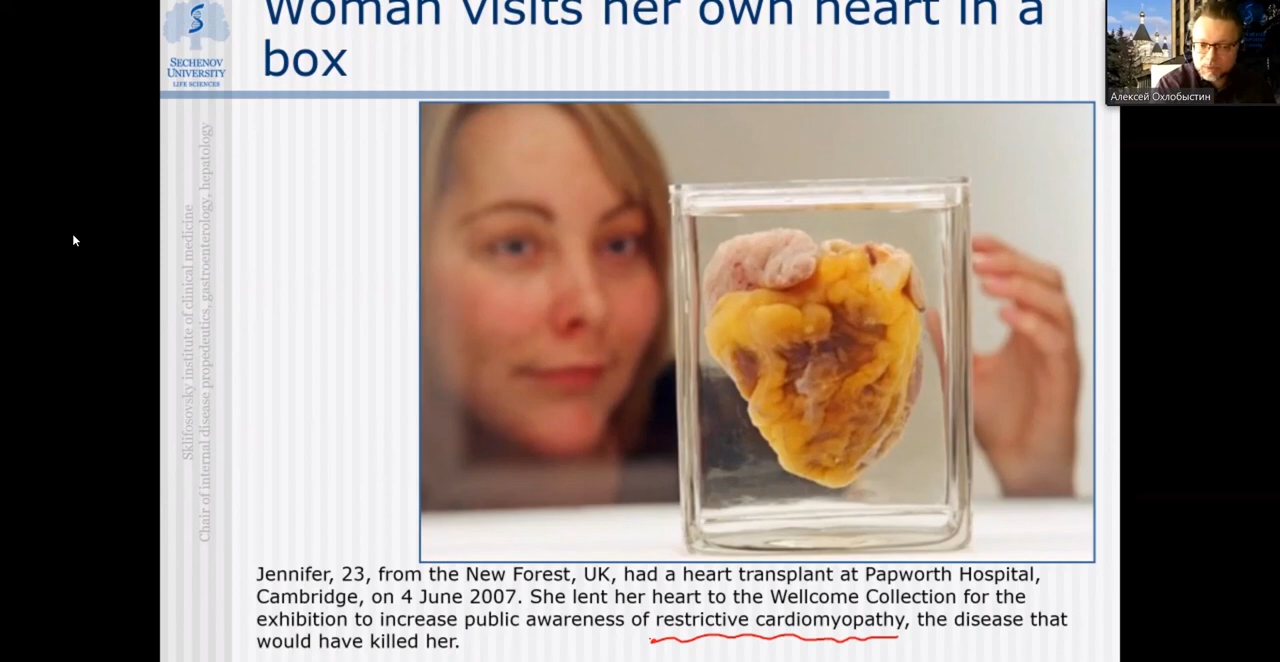 Woman visits her own heart in a
box
SECHENOV
UNIVERSITY
LIFE SCIENCES
Алексей Охлобыстин
Sklifosovsky institute of clinical medicine
Chair of internal disease propedeutics, gastroenterology, hepatology
Jennifer, 23, from the New Forest, UK, had a heart transplant at Papworth Hospital,
Cambridge, on 4 June 2007. She lent her heart to the Wellcome Collection for the
exhibition to increase public awareness of restrictive cardiomyopathy, the disease that
would have killed her.